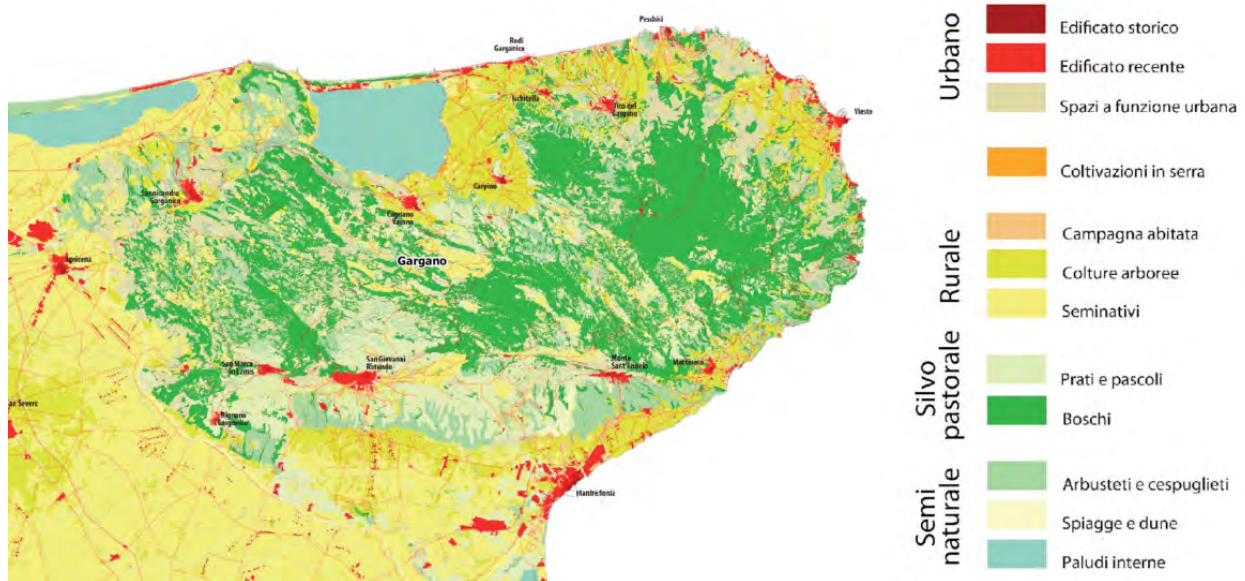 Peschici
Rodi
Garganico
Ischitella
Vico del
Gargano
Vieste
Sannicandro
Garganico
Carpino
Cagnano
Varano
Gargano
Apricena
San Marco
in Lamis
San Giovanni
Rotondo
Monte
Sant'Angelo
Mattinata
Rignano
Garganico
an Severo
Manfredonia
Urbano
Edificato storico
Edificato recente
Spazi a funzione urbana
Coltivazioni in serra
Rurale
Campagna abitata
Colture arboree
Seminativi
Silvo
pastorale
Prati e pascoli
Boschi
Semi
naturale
Arbusteti e cespuglieti
Spiagge e dune
Paludi interne